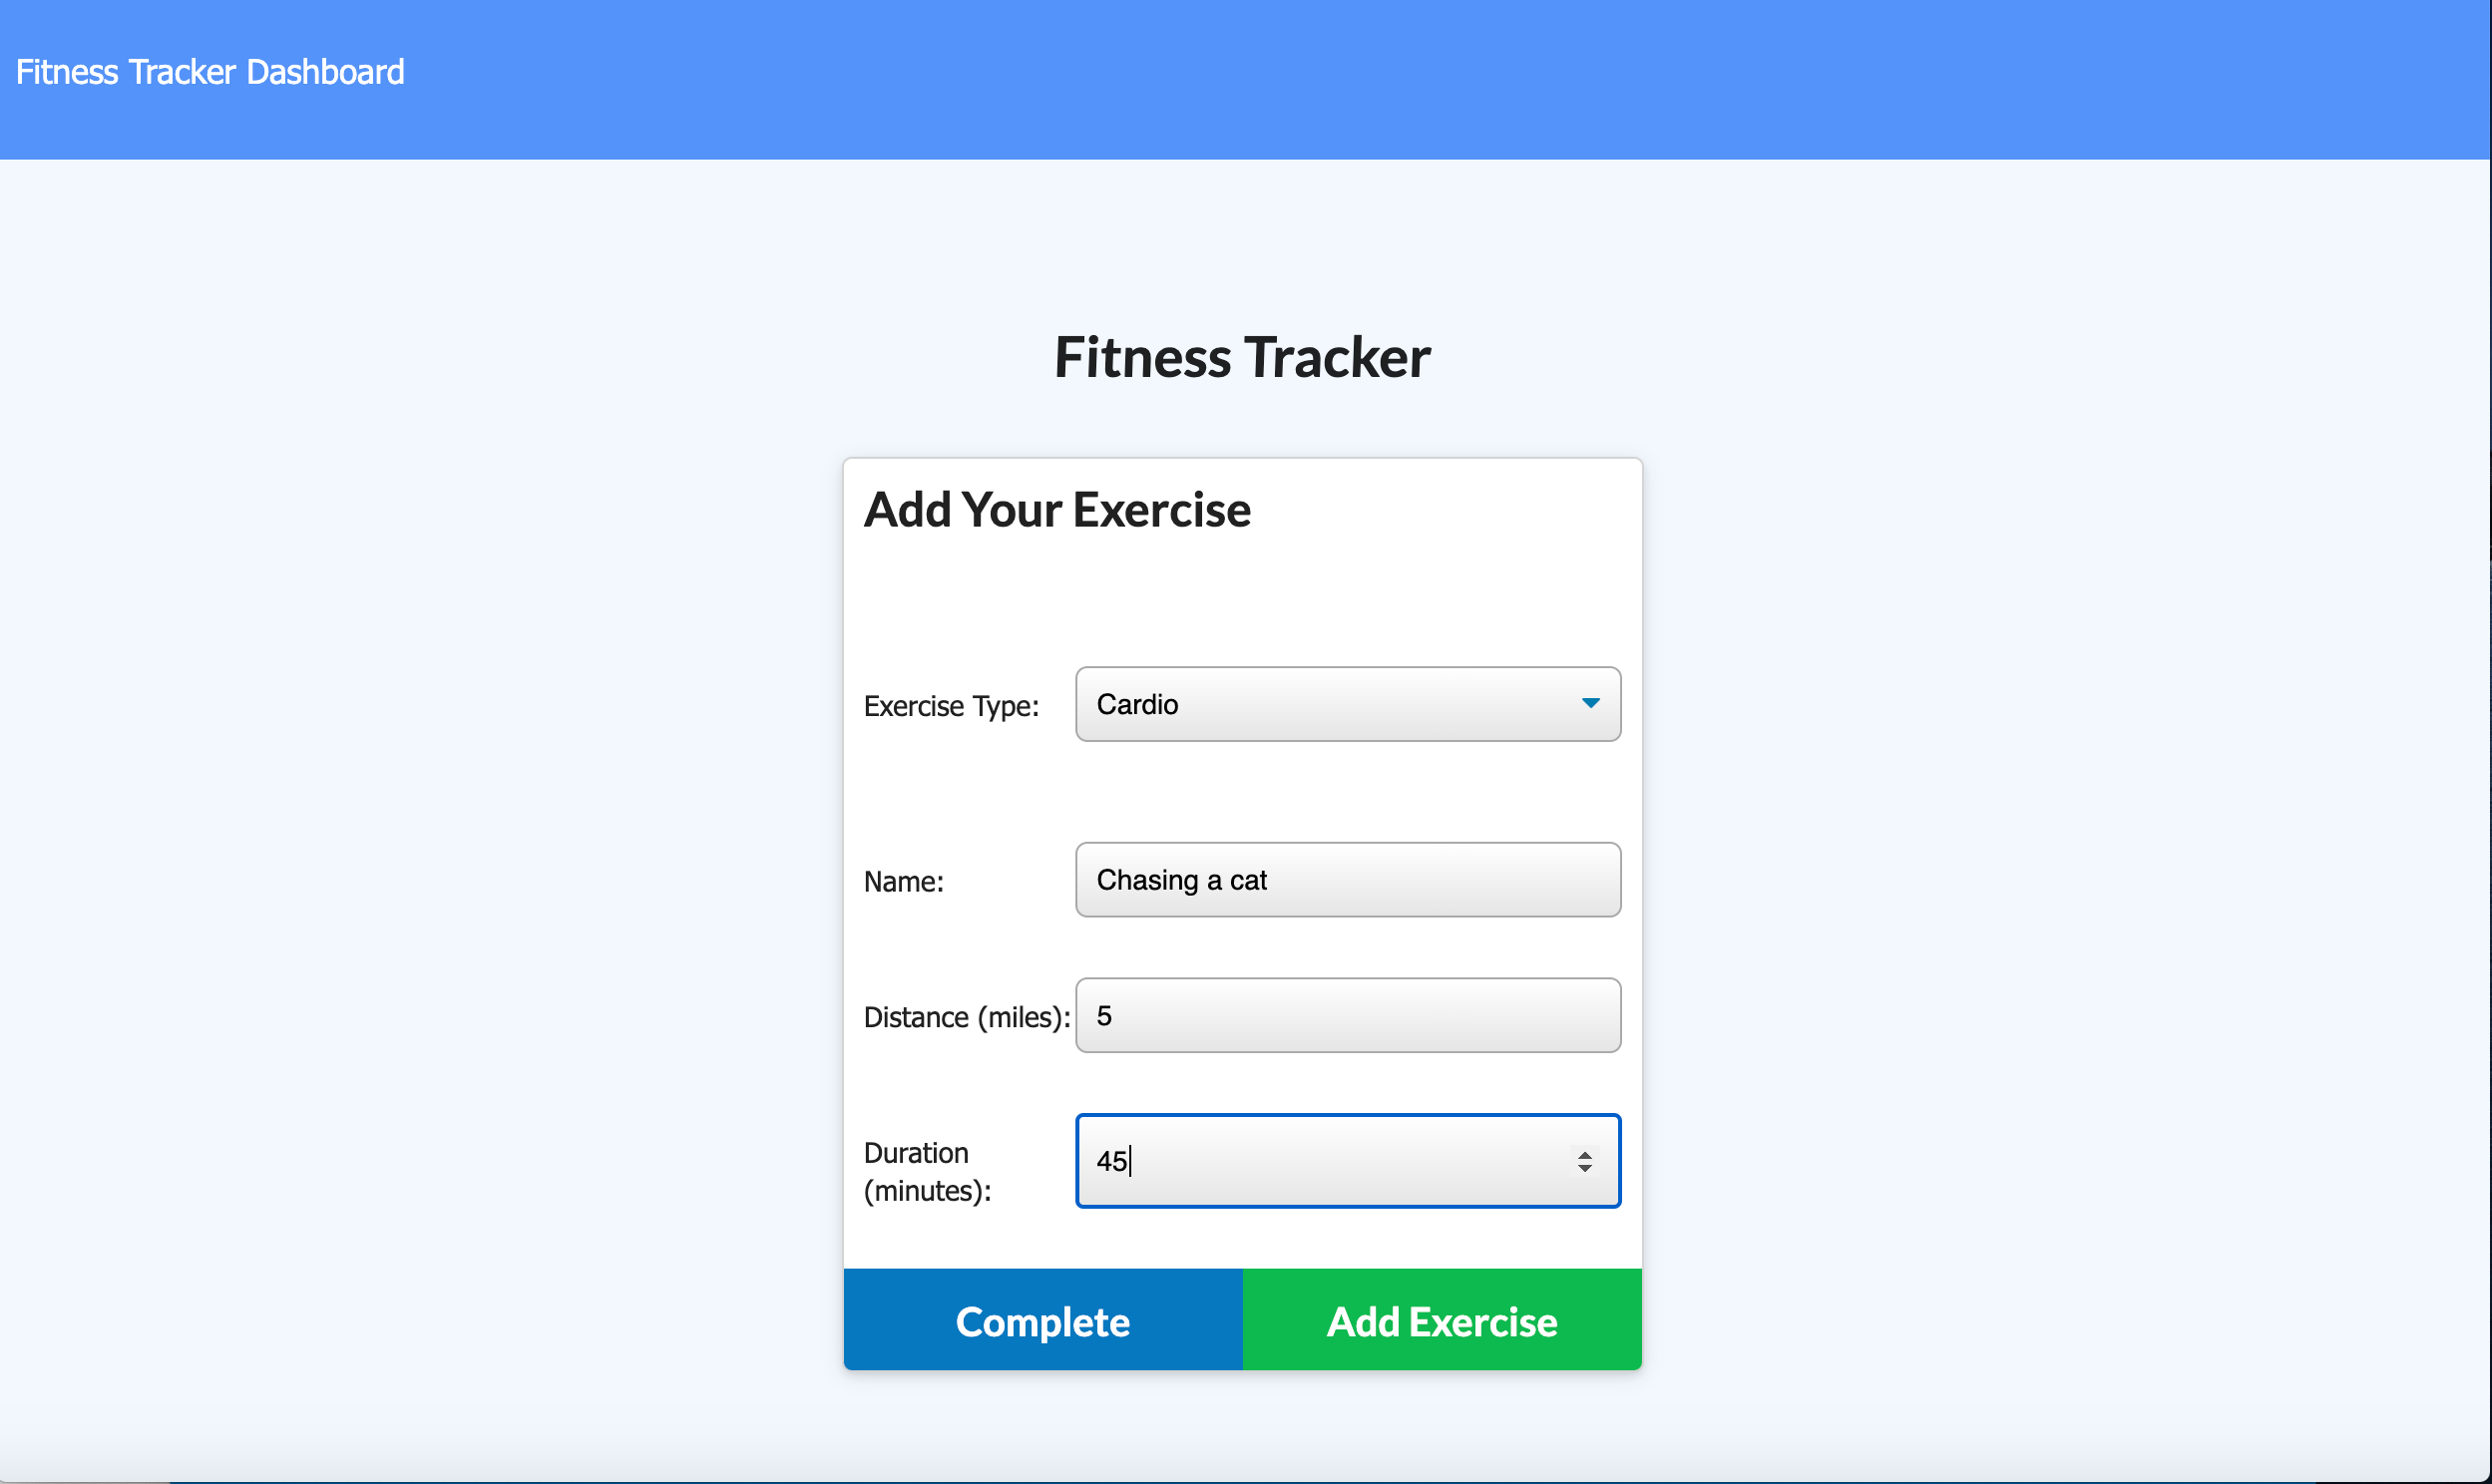 Fitness Tracker Dashboard
Fitness Tracker
Add Your Exercise
Exercise Type: Cardio
Name: Chasing a cat
Distance (miles): 5
Duration (minutes): 45
Complete Add Exercise